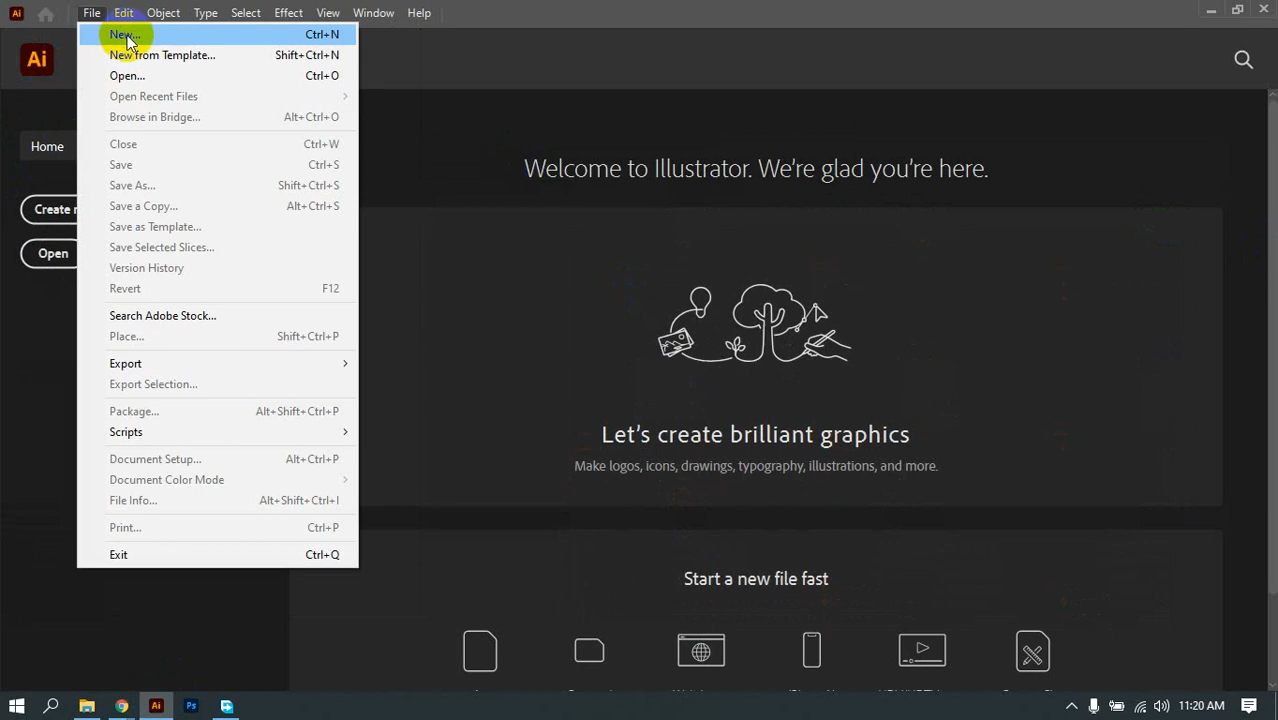 Ai File Edit Object Type Select Effect View Window Help
Ai
New... Ctrl+N
New from Template... Shift+Ctrl+N
Open... Ctrl+O
Open Recent Files
Browse in Bridge... Alt+Ctrl+O
Close Ctrl+W
Save Ctrl+S
Save As... Shift+Ctrl+S
Save a Copy... Alt+Ctrl+S
Save as Template...
Save Selected Slices...
Version History
Revert F12
Search Adobe Stock...
Place... Shift+Ctrl+P
Export
Export Selection...
Package... Alt+Shift+Ctrl+P
Scripts
Document Setup... Alt+Ctrl+P
Document Color Mode
File Info... Alt+Shift+Ctrl+I
Print... Ctrl+P
Exit Ctrl+Q
Home
Create
Open
Welcome to Illustrator. We're glad you're here.
Let's create brilliant graphics
Make logos, icons, drawings, typography, illustrations, and more.
Start a new file fast
Ai Ps 11:20 AM